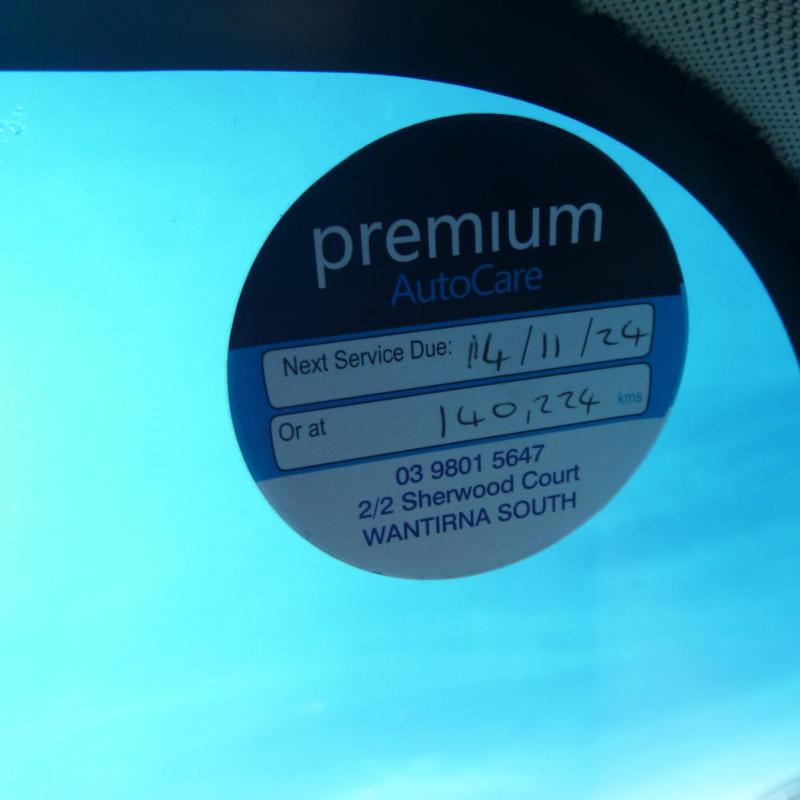 premium
AutoCare
Next Service Due: 14/11/24
Or at 140,224 kms
03 9801 5647
2/2 Sherwood Court
WANTIRNA SOUTH